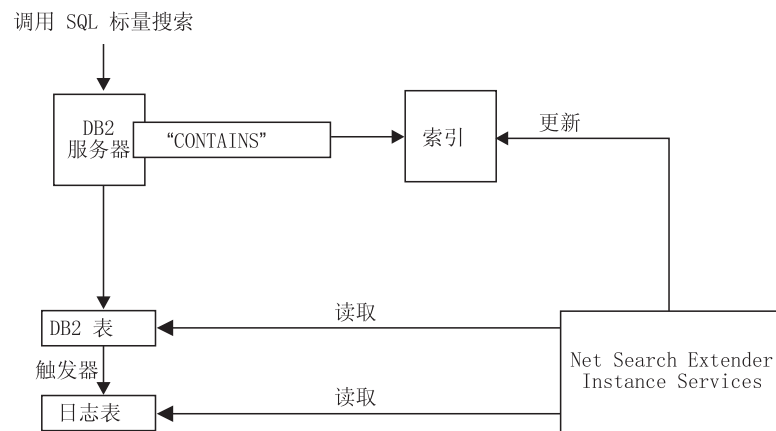 调用 SQL 标量搜索
DB2
服务器
“CONTAINS”
索引
更新
DB2 表
读取
触发器
日志表
读取
Net Search Extender
Instance Services